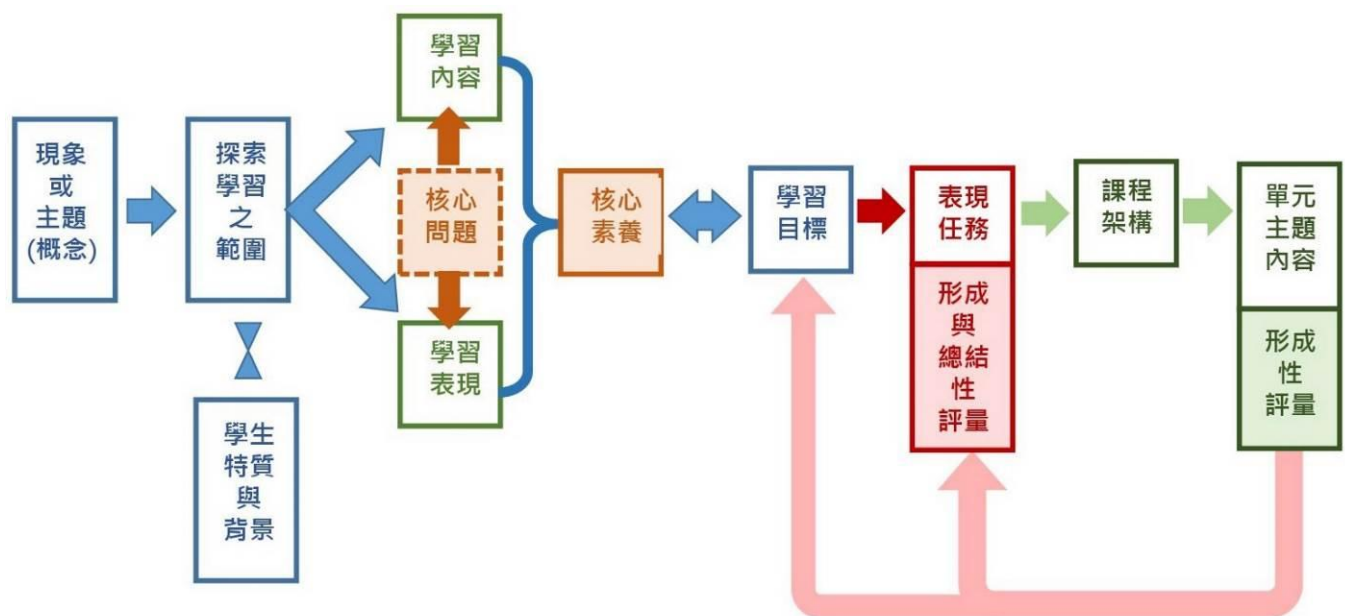 現象
或
主題
(概念)
探索
學習
之
範圍
學生
特質
與
背景
學習
內容
核心
問題
學習
表現
核心
素養
學習
目標
表現
任務
形成
與
總結
性
評量
課程
架構
單元
主題
內容
形成
性
評量